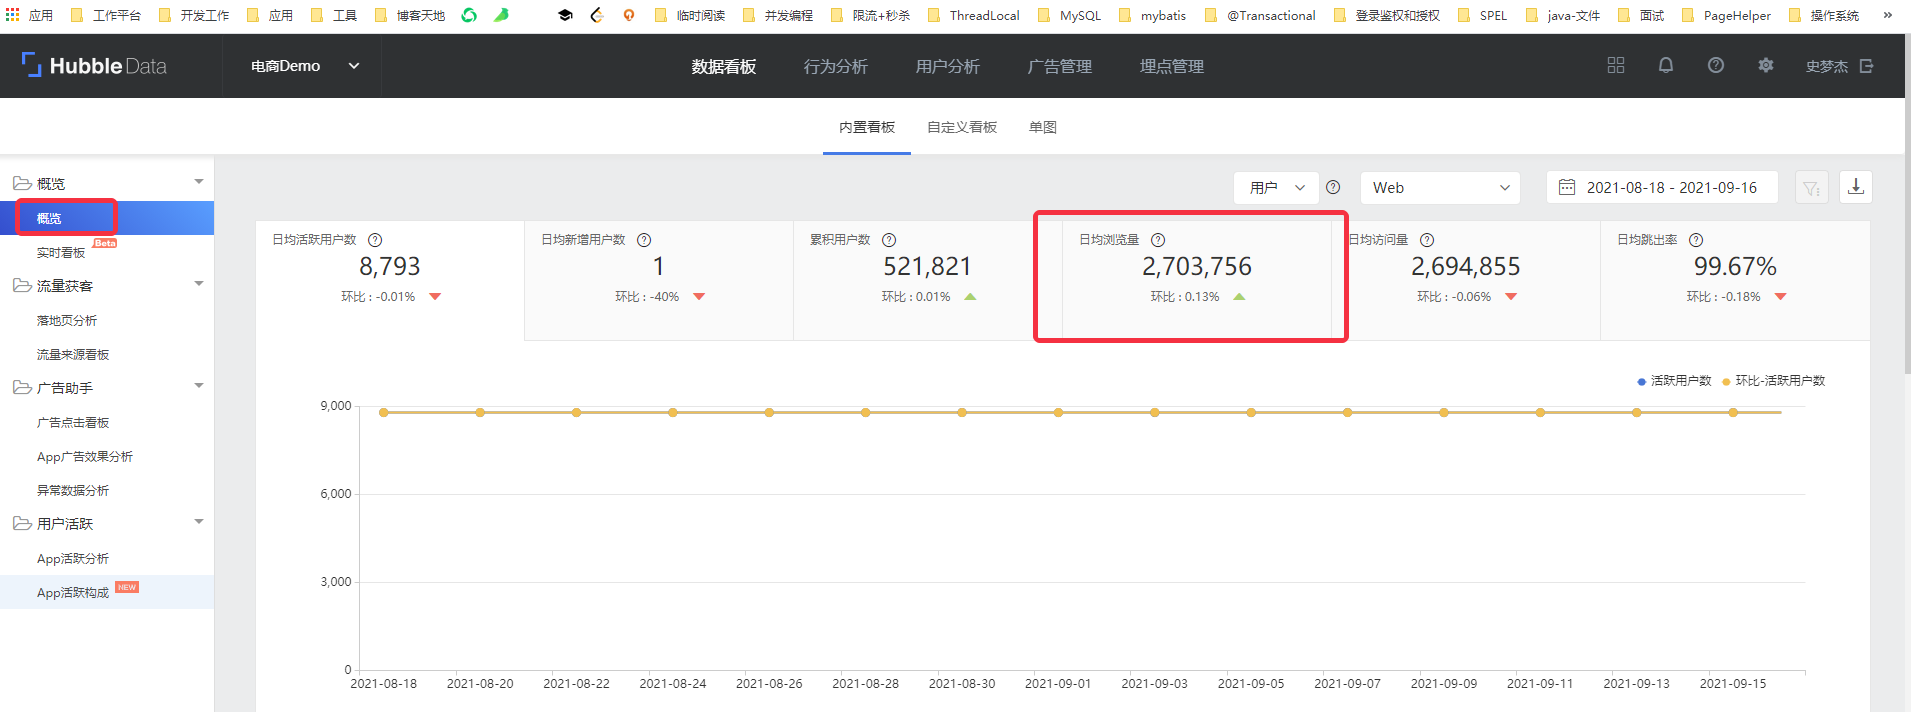 应用 工作平台 开发工作 应用 工具 博客天地 临时阅读 并发编程 限流+秒杀 ThreadLocal MySQL mybatis @Transactional 登录鉴权和授权 SPEL java-文件 面试 PageHelper 操作系统 »
HubbleData 电商Demo 数据看板 行为分析 用户分析 广告管理 埋点管理 史梦杰
内置看板 自定义看板 单图
概览
概览
实时看板 Beta
流量获客
落地页分析
流量来源看板
广告助手
广告点击看板
App广告效果分析
异常数据分析
用户活跃
App活跃分析
App活跃构成 NEW
用户 Web 2021-08-18 - 2021-09-16
日均活跃用户数
8,793
环比 : -0.01%
日均新增用户数
1
环比 : -40%
累积用户数
521,821
环比 : 0.01%
日均浏览量
2,703,756
环比 : 0.13%
日均访问量
2,694,855
环比 : -0.06%
日均跳出率
99.67%
环比 : -0.18%
活跃用户数 环比-活跃用户数
9,000
6,000
3,000
0
2021-08-18 2021-08-20 2021-08-22 2021-08-24 2021-08-26 2021-08-28 2021-08-30 2021-09-01 2021-09-03 2021-09-05 2021-09-07 2021-09-09 2021-09-11 2021-09-13 2021-09-15